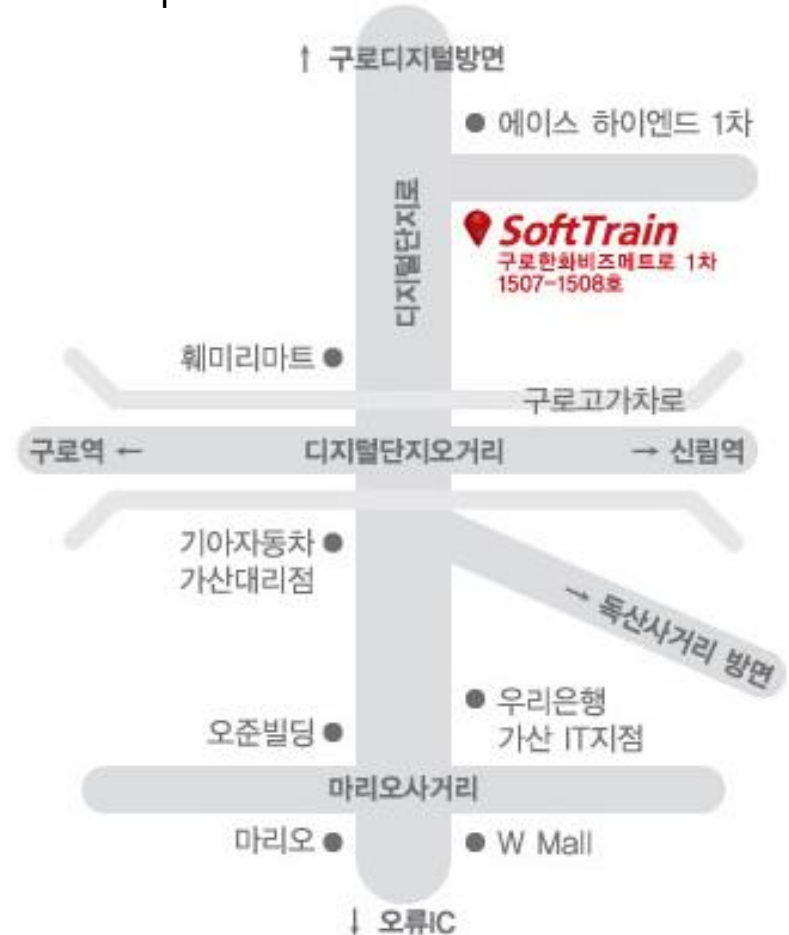 ↑ 구로디지털방면
에이스 하이엔드 1차
디지털단지로
SoftTrain
구로한화비즈메트로 1차
1507-1508호
훼미리마트
구로고가차로
구로역 ←
디지털단지오거리
→ 신림역
기아자동차
가산대리점
→ 독산사거리 방면
우리은행
가산 IT지점
오준빌딩
마리오사거리
마리오
W Mall
↓ 오류IC